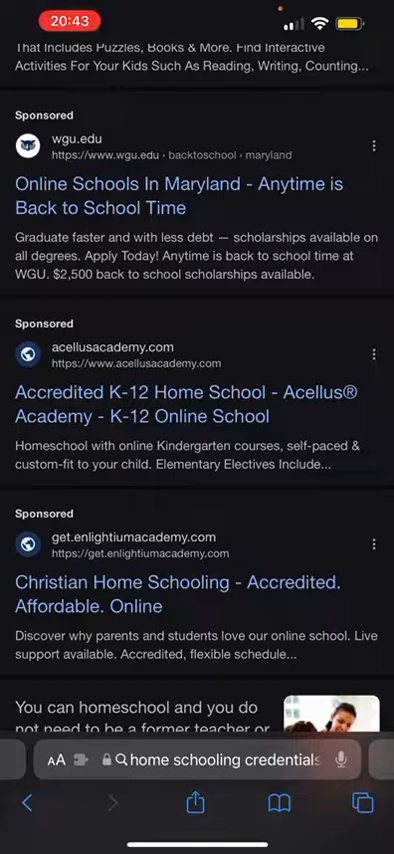 20:43
That Includes Puzzles, Books & More. Find Interactive
Activities For Your Kids Such As Reading, Writing, Counting...
Sponsored
wgu.edu
https://www.wgu.edu › backtoschool › maryland
Online Schools In Maryland - Anytime is
Back to School Time
Graduate faster and with less debt — scholarships available on
all degrees. Apply Today! Anytime is back to school time at
WGU. $2,500 back to school scholarships available.
Sponsored
acellusacademy.com
https://www.acellusacademy.com
Accredited K-12 Home School - Acellus®
Academy - K-12 Online School
Homeschool with online Kindergarten courses, self-paced &
custom-fit to your child. Elementary Electives Include...
Sponsored
get.enlightiumacademy.com
https://get.enlightiumacademy.com
Christian Home Schooling - Accredited.
Affordable. Online
Discover why parents and students love our online school. Live
support available. Accredited, flexible schedule...
You can homeschool and you do
not need to be a former teacher or
AA home schooling credentials